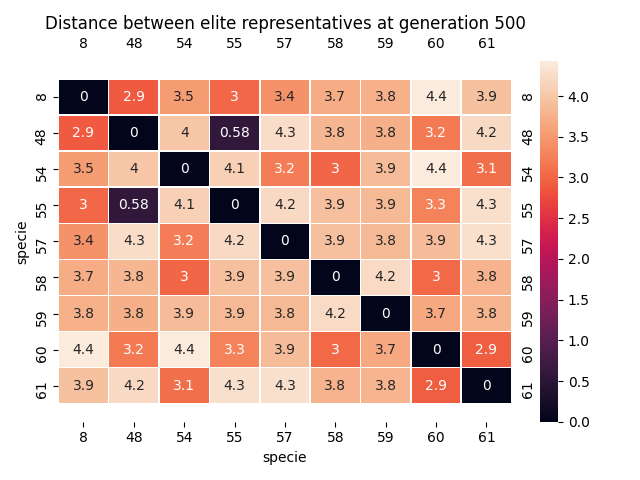 Distance between elite representatives at generation 500
8 48 54 55 57 58 59 60 61
8 0 2.9 3.5 3 3.4 3.7 3.8 4.4 3.9 8 4.0
48 2.9 0 4 0.58 4.3 3.8 3.8 3.2 4.2 48 3.5
54 3.5 4 0 4.1 3.2 3 3.9 4.4 3.1 54 3.0
55 3 0.58 4.1 0 4.2 3.9 3.9 3.3 4.3 55 2.5
specie
57 3.4 4.3 3.2 4.2 0 3.9 3.8 3.9 4.3 57 2.0
58 3.7 3.8 3 3.9 3.9 0 4.2 3 3.8 58 1.5
59 3.8 3.8 3.9 3.9 3.8 4.2 0 3.7 3.8 59 1.0
60 4.4 3.2 4.4 3.3 3.9 3 3.7 0 2.9 60 0.5
61 3.9 4.2 3.1 4.3 4.3 3.8 3.8 2.9 0 61 0.0
8 48 54 55 57 58 59 60 61
specie